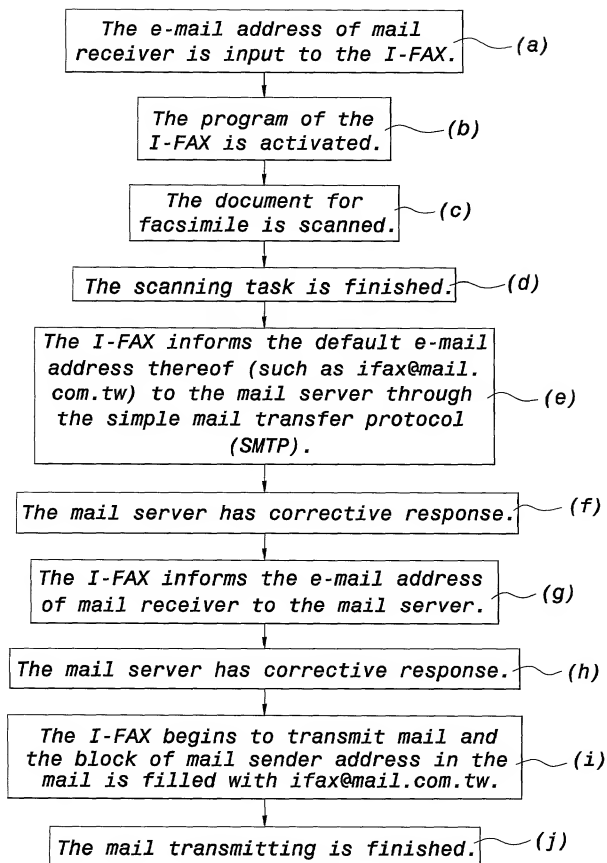 The e-mail address of mail
receiver is input to the I-FAX.
(a)
The program of the
I-FAX is activated.
(b)
The document for
facsimile is scanned.
(c)
The scanning task is finished.
(d)
The I-FAX informs the default e-mail
address thereof (such as ifax@mail.
com.tw) to the mail server through
the simple mail transfer protocol
(SMTP).
(e)
The mail server has corrective response.
(f)
The I-FAX informs the e-mail address
of mail receiver to the mail server.
(g)
The mail server has corrective response.
(h)
The I-FAX begins to transmit mail and
the block of mail sender address in the
mail is filled with ifax@mail.com.tw.
(i)
The mail transmitting is finished.
(j)